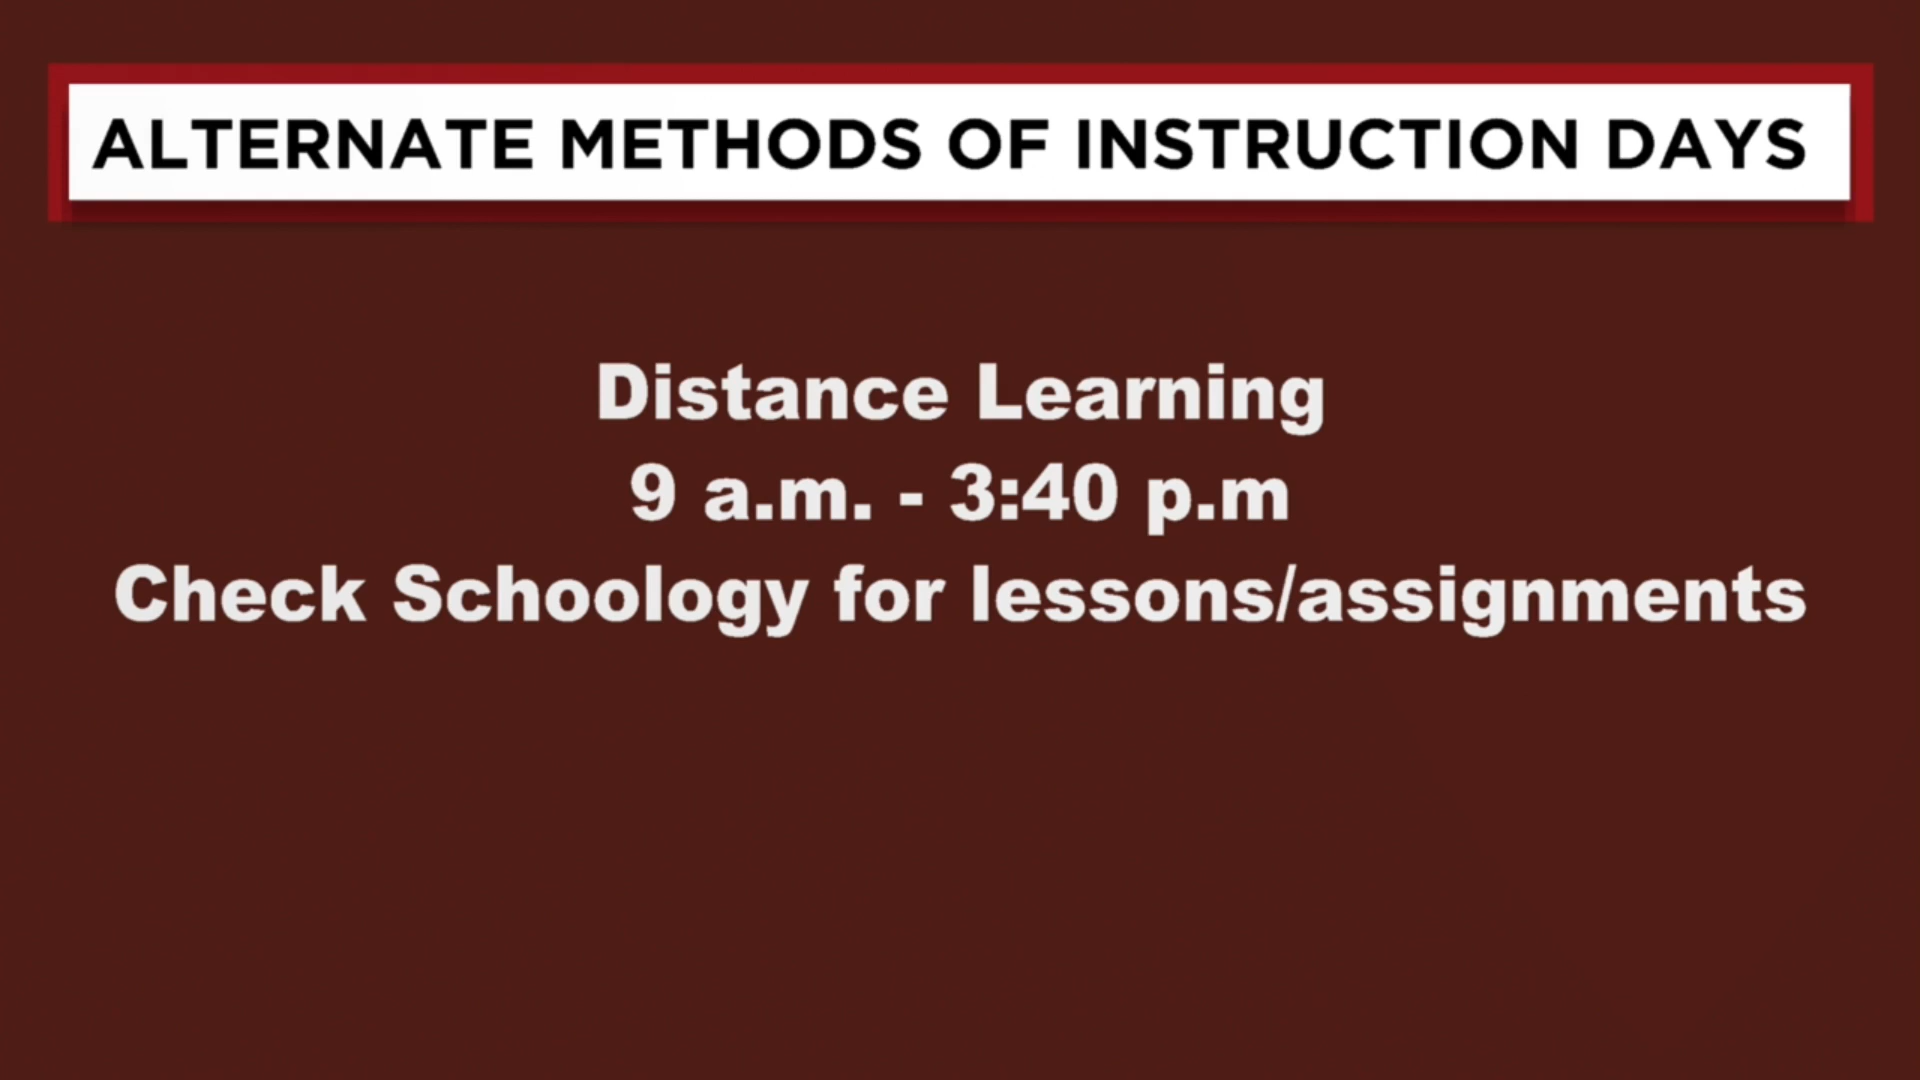 ALTERNATE METHODS OF INSTRUCTION DAYS
Distance Learning
9 a.m. - 3:40 p.m
Check Schoology for lessons/assignments